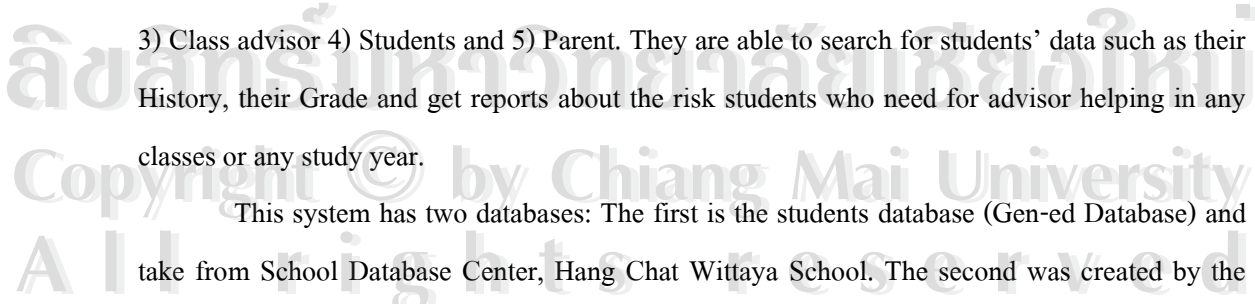 3) Class advisor 4) Students and 5) Parent. They are able to search for students’ data such as their
ลิขสิทธิ์มหาวิทยาลัยเชียงใหม่
History, their Grade and get reports about the risk students who need for advisor helping in any
classes or any study year.
Copyright © by Chiang Mai University
This system has two databases: The first is the students database (Gen-ed Database) and
All rights reserved
take from School Database Center, Hang Chat Wittaya School. The second was created by the